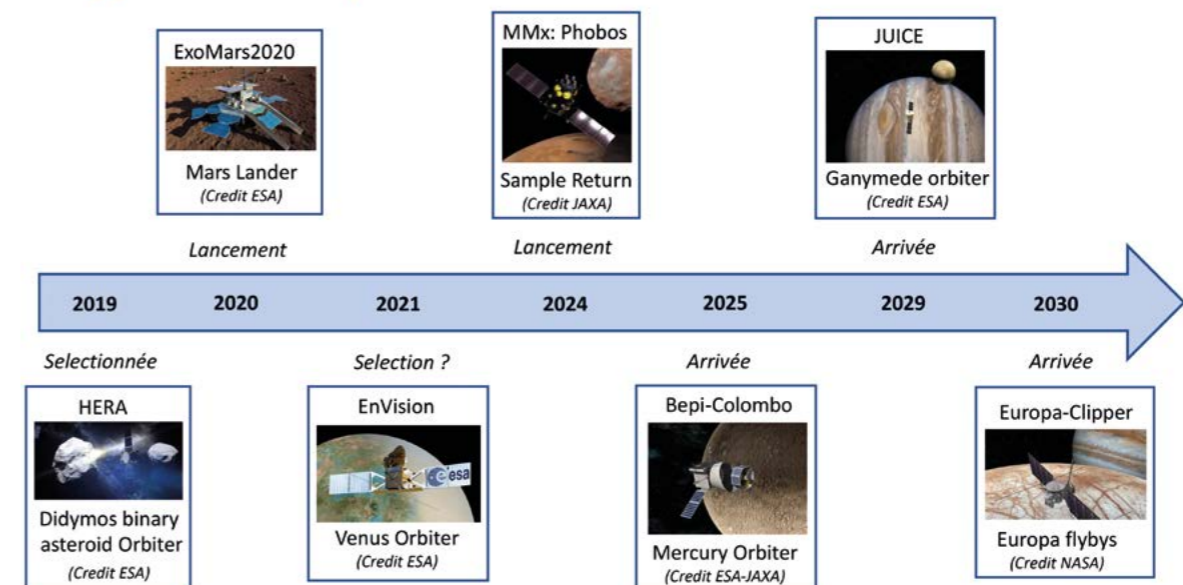 ExoMars2020
Mars Lander
(Credit ESA)
Lancement
MMx: Phobos
Sample Return
(Credit JAXA)
Lancement
JUICE
Ganymede orbiter
(Credit ESA)
Arrivée
2019 2020 2021 2024 2025 2029 2030
Selectionnée
HERA
Didymos binary
asteroid Orbiter
(Credit ESA)
Selection ?
EnVision
esa
Venus Orbiter
(Credit ESA)
Arrivée
Bepi-Colombo
Mercury Orbiter
(Credit ESA-JAXA)
Arrivée
Europa-Clipper
Europa flybys
(Credit NASA)